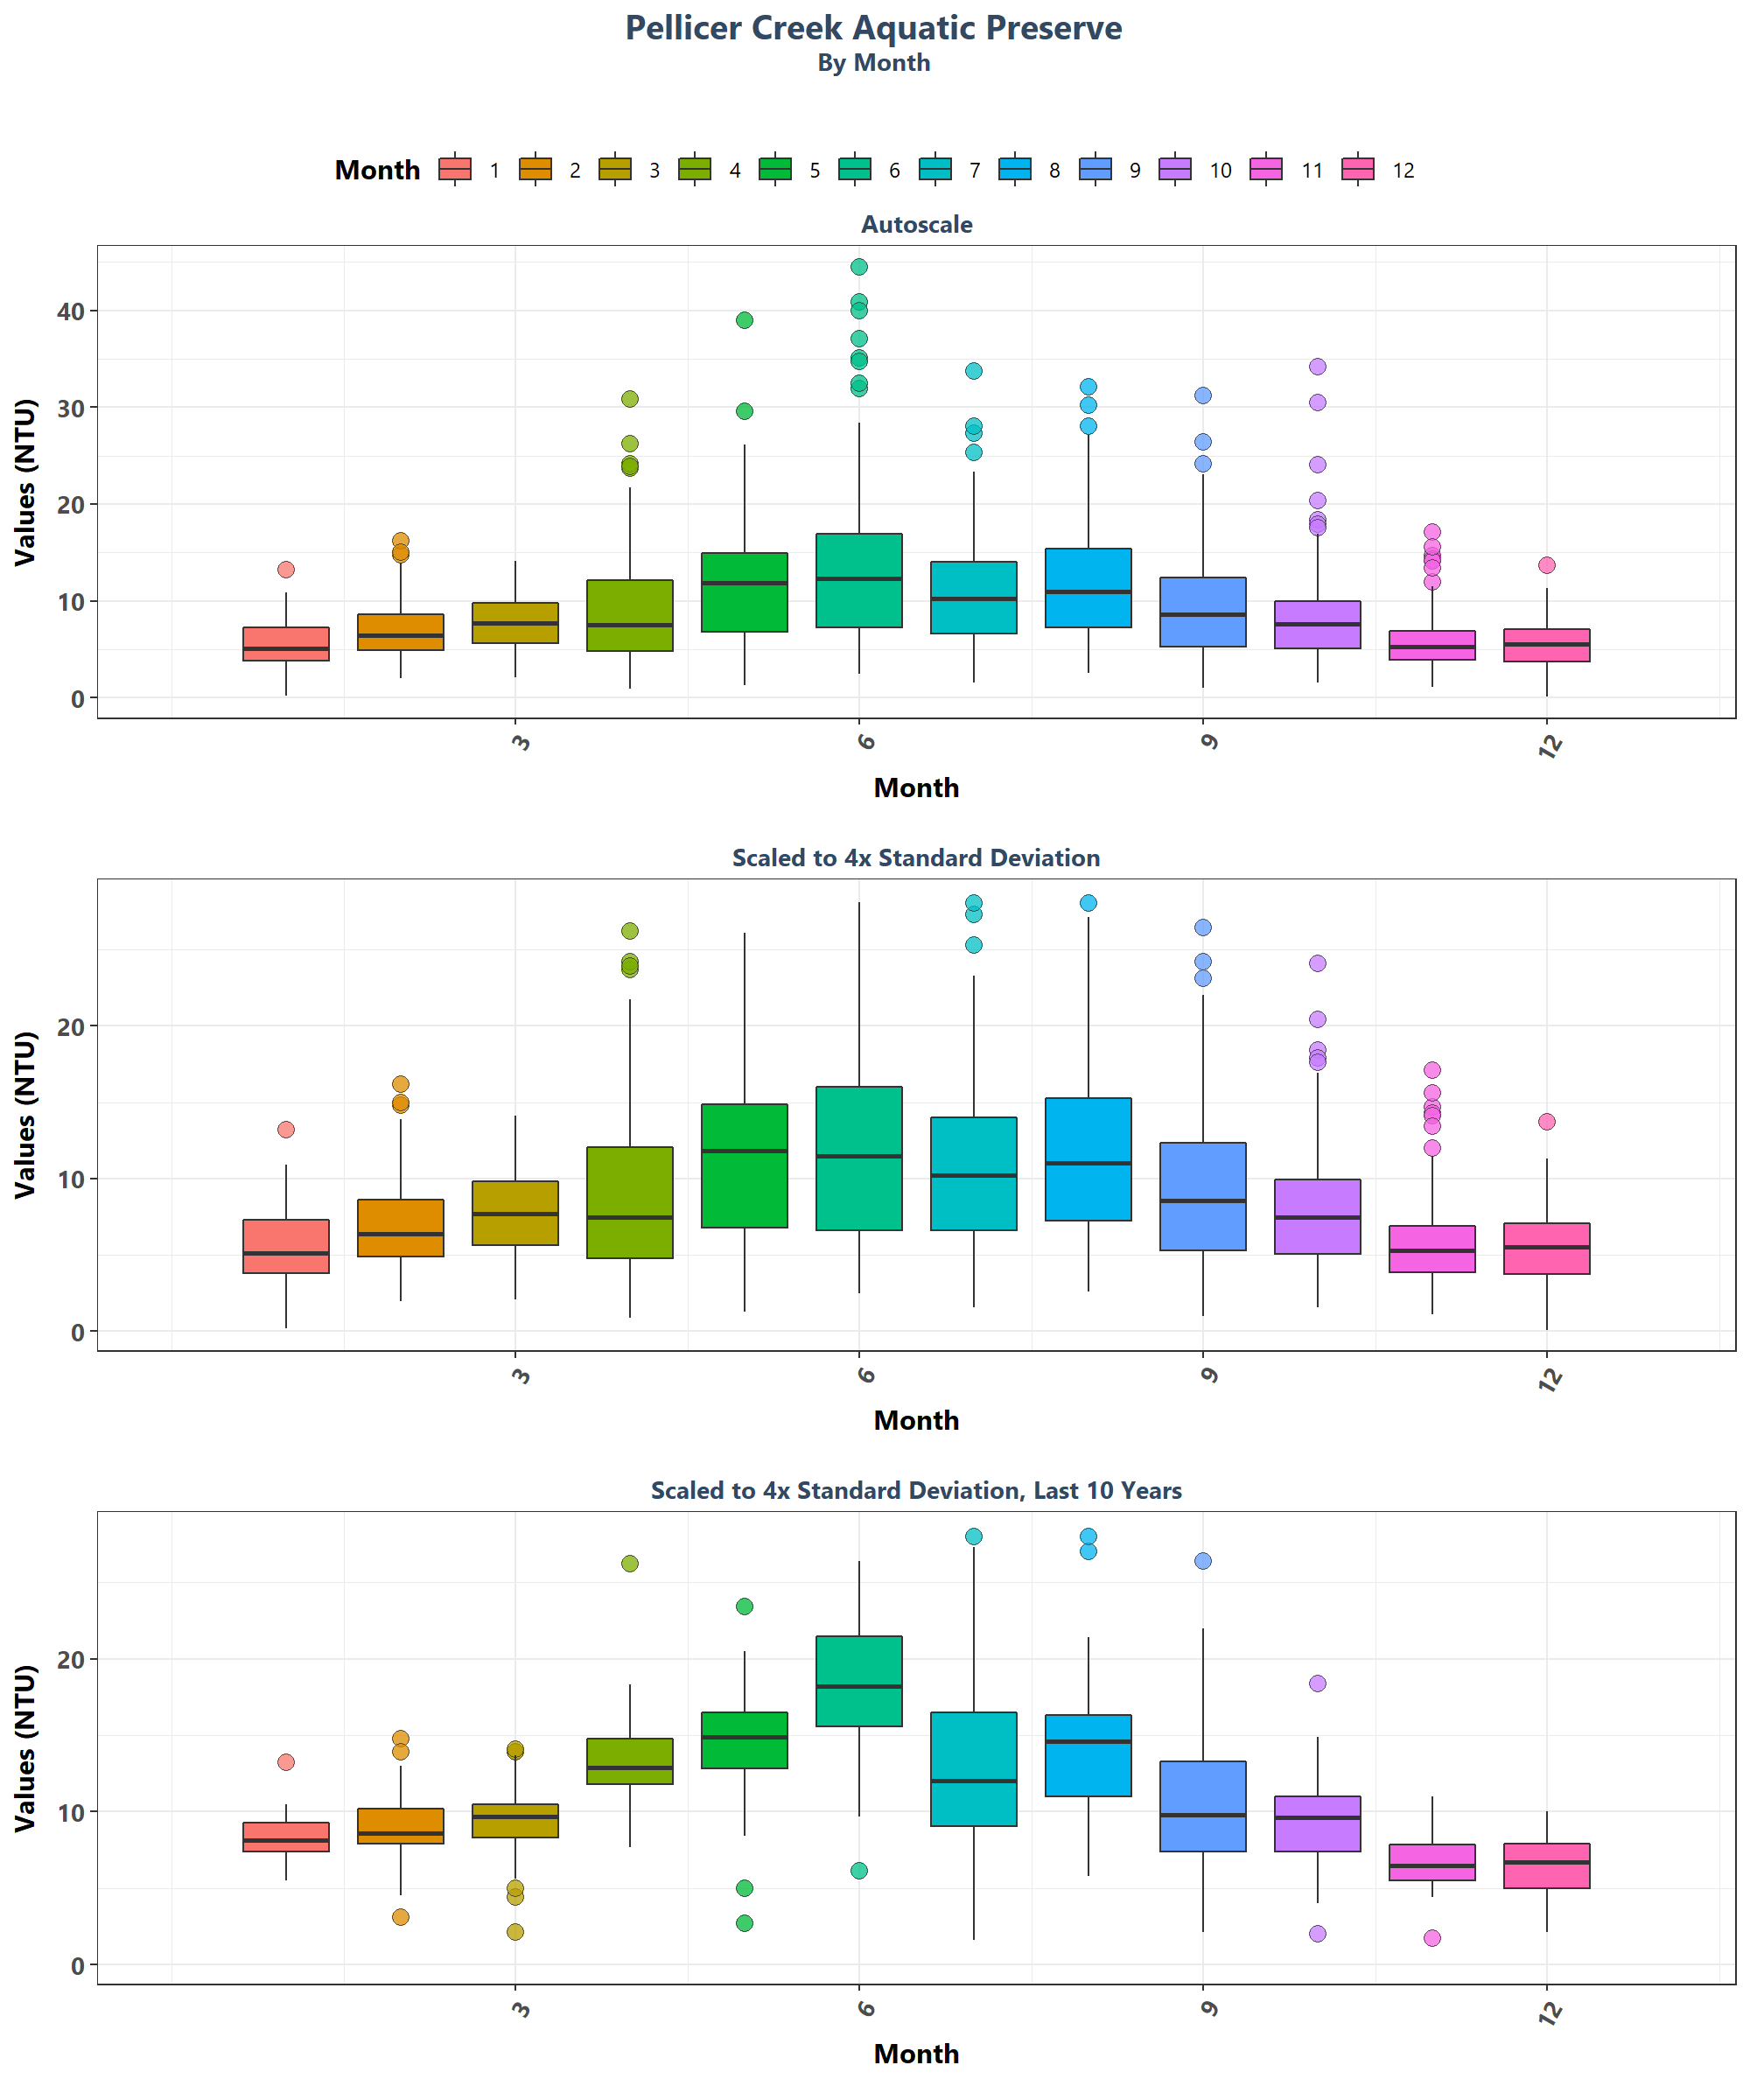 Pellicer Creek Aquatic Preserve
By Month
Month 1 2 3 4 5 6 7 8 9 10 11 12
Autoscale
Values (NTU)
40
30
20
10
0
3 6 9 12
Month
Scaled to 4x Standard Deviation
Values (NTU)
20
10
0
3 6 9 12
Month
Scaled to 4x Standard Deviation, Last 10 Years
Values (NTU)
20
10
0
3 6 9 12
Month